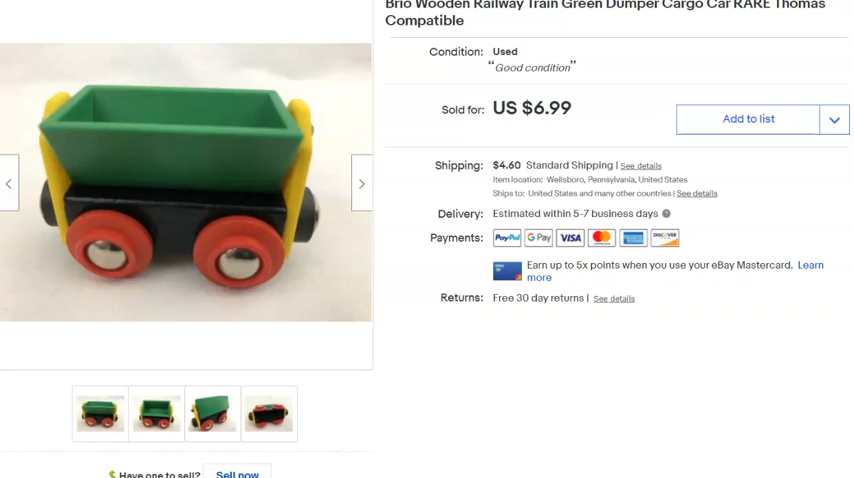 Brio Wooden Railway Train Green Dumper Cargo Car RARE Thomas
Compatible
Condition: Used
“Good condition”
Sold for: US $6.99
Add to list
Shipping: $4.60 Standard Shipping | See details
Item location: Wellsboro, Pennsylvania, United States
Ships to: United States and many other countries | See details
Delivery: Estimated within 5-7 business days
Payments: PayPal G Pay VISA MasterCard AMERICAN EXPRESS DISCOVER
Earn up to 5x points when you use your eBay Mastercard. Learn
more
Returns: Free 30 day returns | See details
$ Have one to sell? Sell now